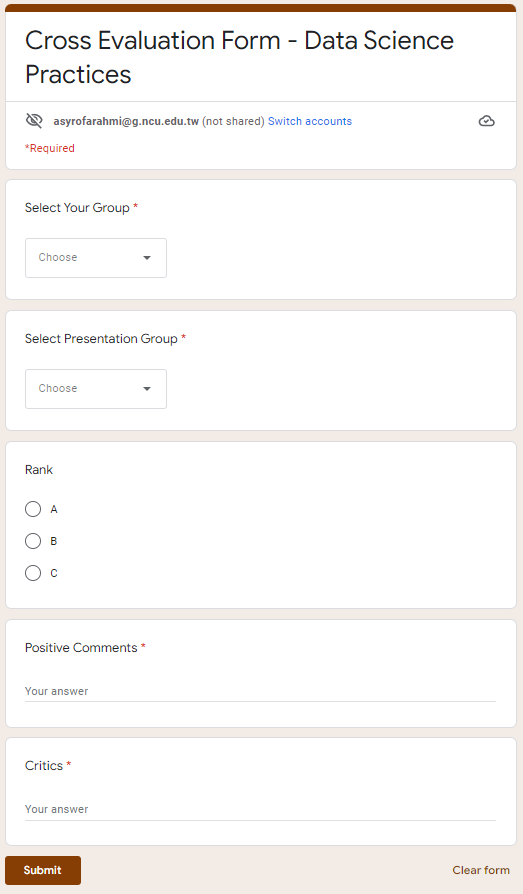 Cross Evaluation Form - Data Science
Practices
asyrofarahmi@g.ncu.edu.tw (not shared) Switch accounts
*Required
Select Your Group *
Choose
Select Presentation Group *
Choose
Rank
A
B
C
Positive Comments *
Your answer
Critics *
Your answer
Submit Clear form